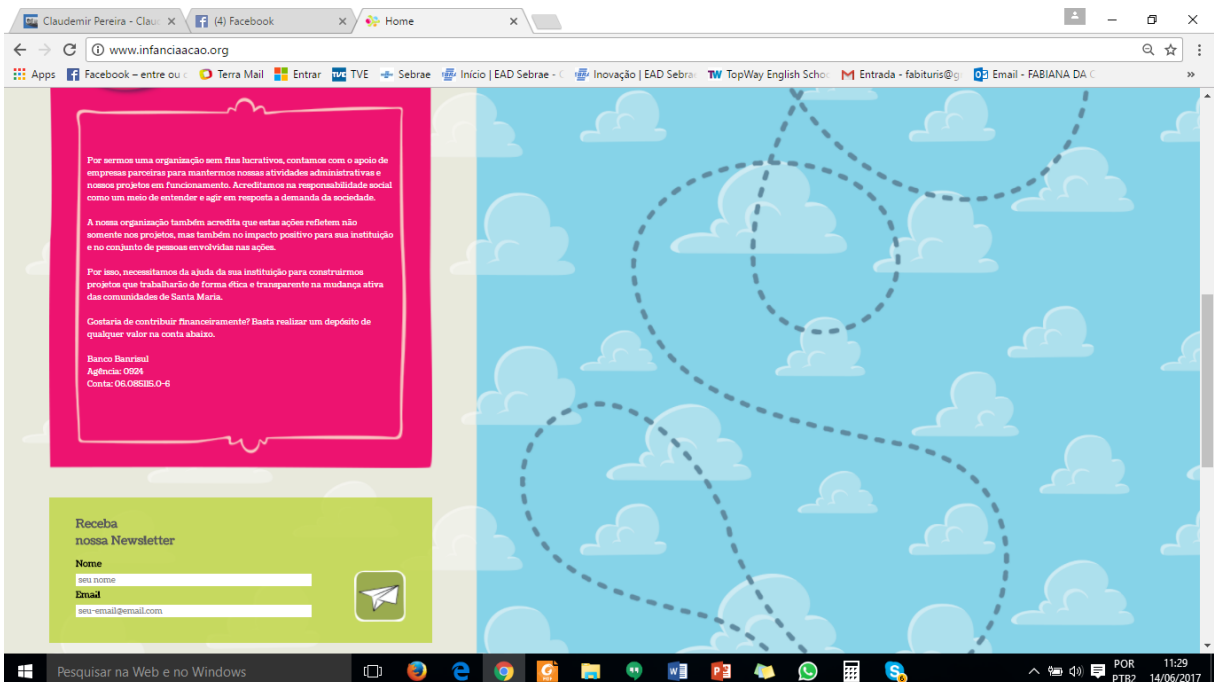 Claudemir Pereira - Clau
(4) Facebook
Home
www.infanciaacao.org
Apps
Facebook – entre ou
Terra Mail
Entrar
TVE
TVE
Sebrae
Início | EAD Sebrae -
Inovação | EAD Sebra
TW TopWay English Scho
Entrada - fabituris@g
Email - FABIANA DA C
»
Por sermos uma organização sem fins lucrativos, contamos com o apoio de
empresas parceiras para mantermos nossas atividades administrativas e
nossos projetos em funcionamento. Acreditamos na responsabilidade social
como um meio de entender e agir em resposta a demanda da sociedade.
A nossa organização também acredita que estas ações refletem não
somente nos projetos, mas também no impacto positivo para sua instituição
e no conjunto de pessoas envolvidas nas ações.
Por isso, necessitamos da ajuda da sua instituição para construirmos
projetos que trabalharão de forma ética e transparente na mudança ativa
das comunidades de Santa Maria.
Gostaria de contribuir financeiramente? Basta realizar um depósito de
qualquer valor na conta abaixo.
Banco Banrisul
Agência: 0924
Conta: 06.085115.0-6
Receba
nossa Newsletter
Nome
seu nome
Email
seu-email@email.com
Pesquisar na Web e no Windows
POR
PTB2
11:29
14/06/2017